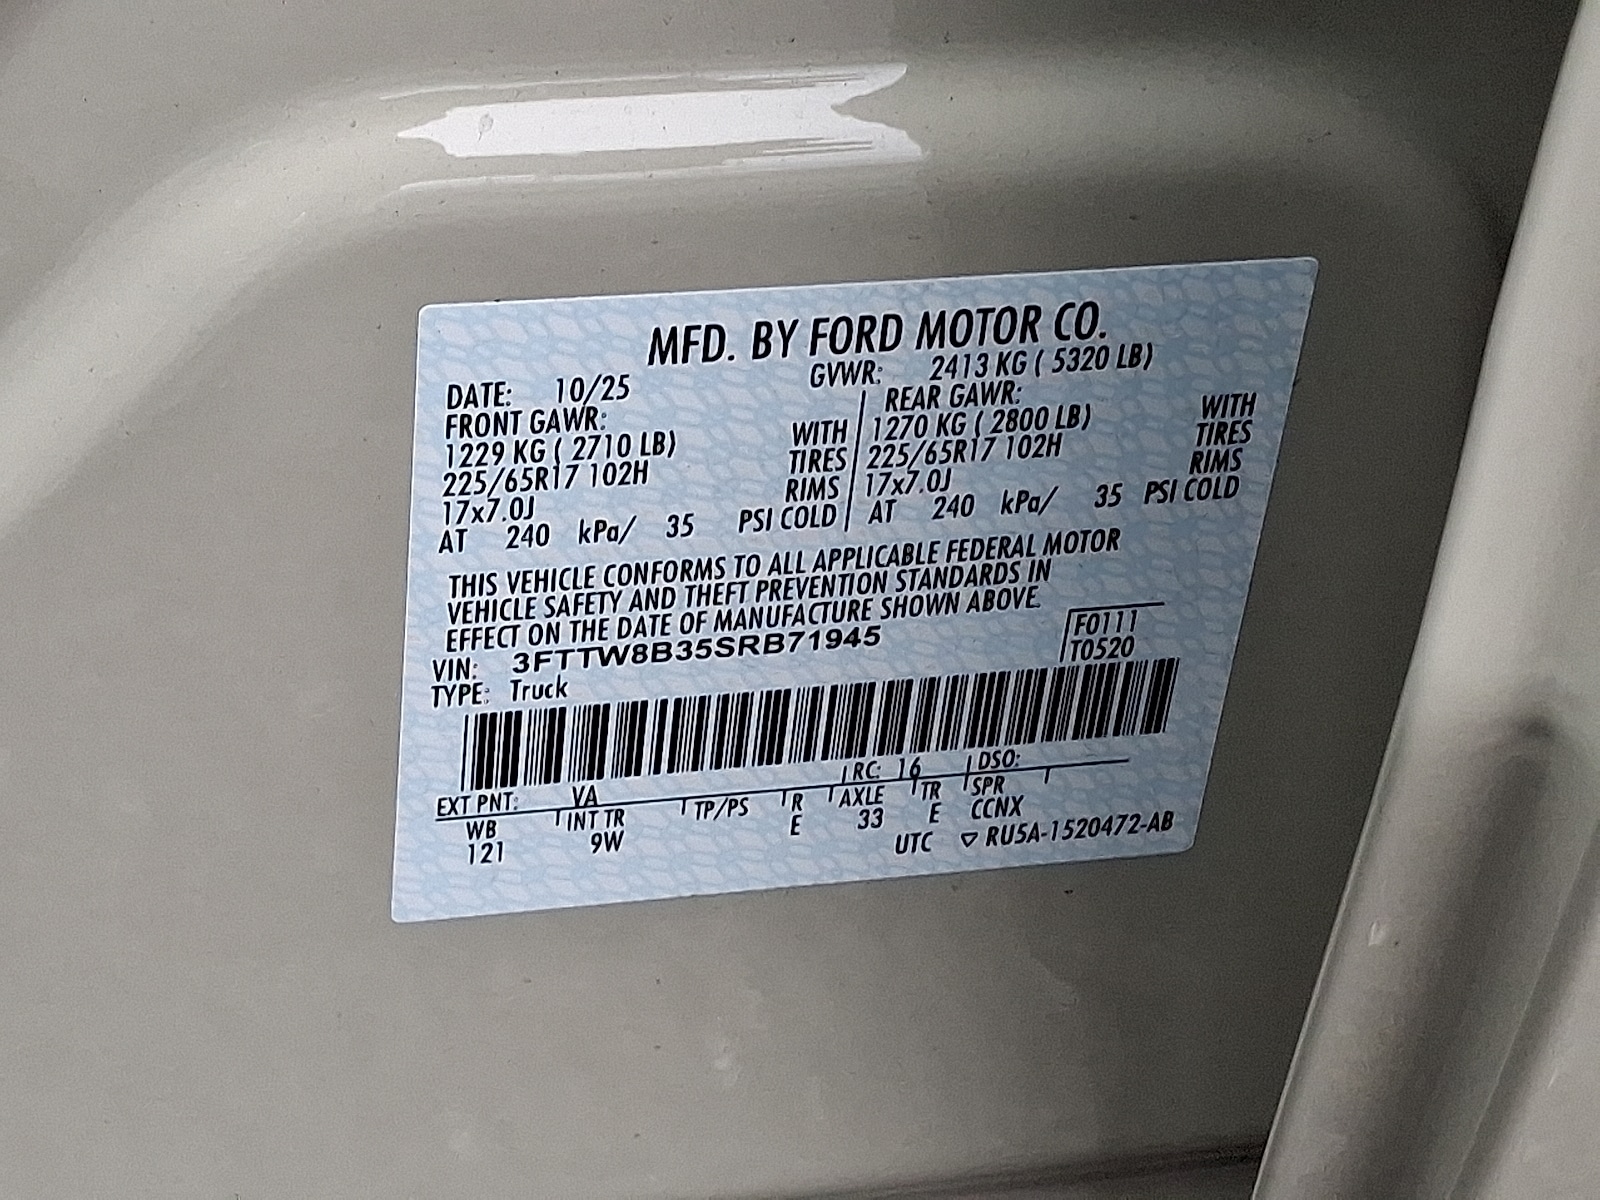 MFD. BY FORD MOTOR CO.
DATE: 10/25 GVWR: 2413 KG ( 5320 LB)
FRONT GAWR: REAR GAWR:
1229 KG ( 2710 LB) WITH 1270 KG ( 2800 LB) WITH
225/65R17 102H TIRES 225/65R17 102H TIRES
17x7.0J RIMS 17x7.0J RIMS
AT 240 kPa/ 35 PSI COLD AT 240 kPa/ 35 PSI COLD
THIS VEHICLE CONFORMS TO ALL APPLICABLE FEDERAL MOTOR
VEHICLE SAFETY AND THEFT PREVENTION STANDARDS IN
EFFECT ON THE DATE OF MANUFACTURE SHOWN ABOVE.
VIN: 3FTTW8B35SRB71945 F0111
TYPE: Truck T0520
EXT PNT: VA RC: 16 DSO:
WB INT TR TP/PS R AXLE TR SPR
121 9W E 33 E CCNX
UTC ▽ RU5A-1520472-AB